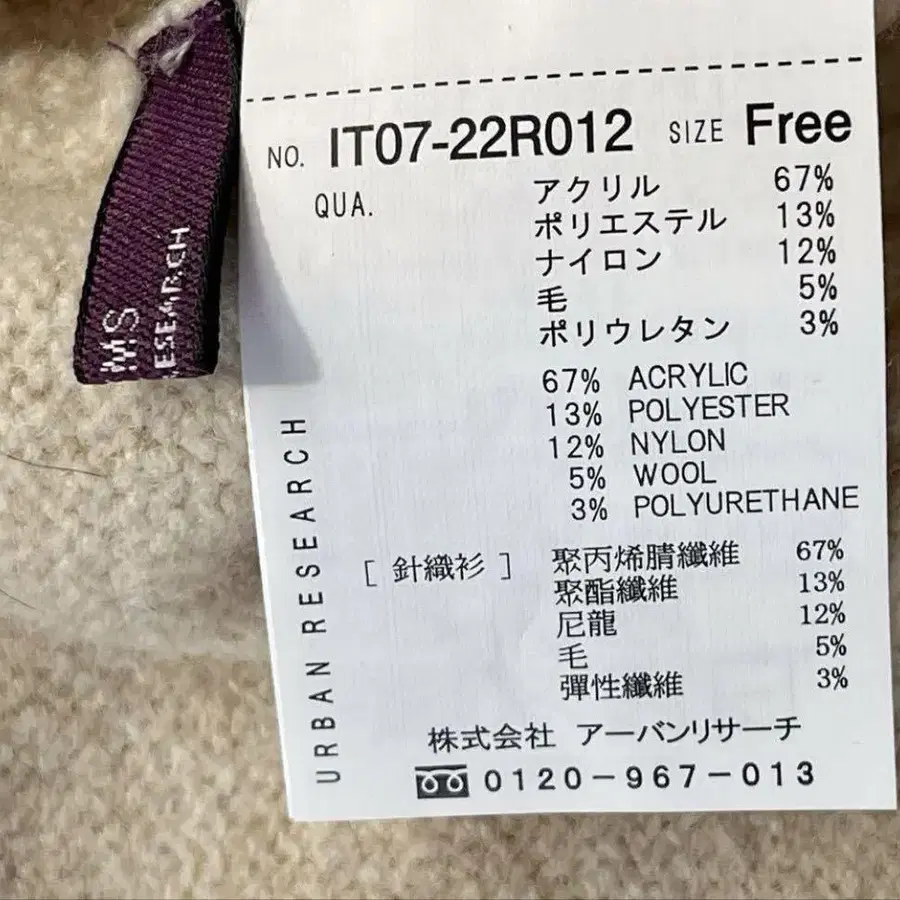 NO. IT07-22R012 SIZE Free
QUA. アクリル 67%
ポリエステル 13%
ナイロン 12%
毛 5%
ポリウレタン 3%
67% ACRYLIC
13% POLYESTER
12% NYLON
5% WOOL
3% POLYURETHANE
[ 針織衫 ] 聚丙烯腈纖維 67%
聚酯纖維 13%
尼龍 12%
毛 5%
彈性纖維 3%
株式会社 アーバンリサーチ
0120-967-013
URBAN RESEARCH
ESEARCH